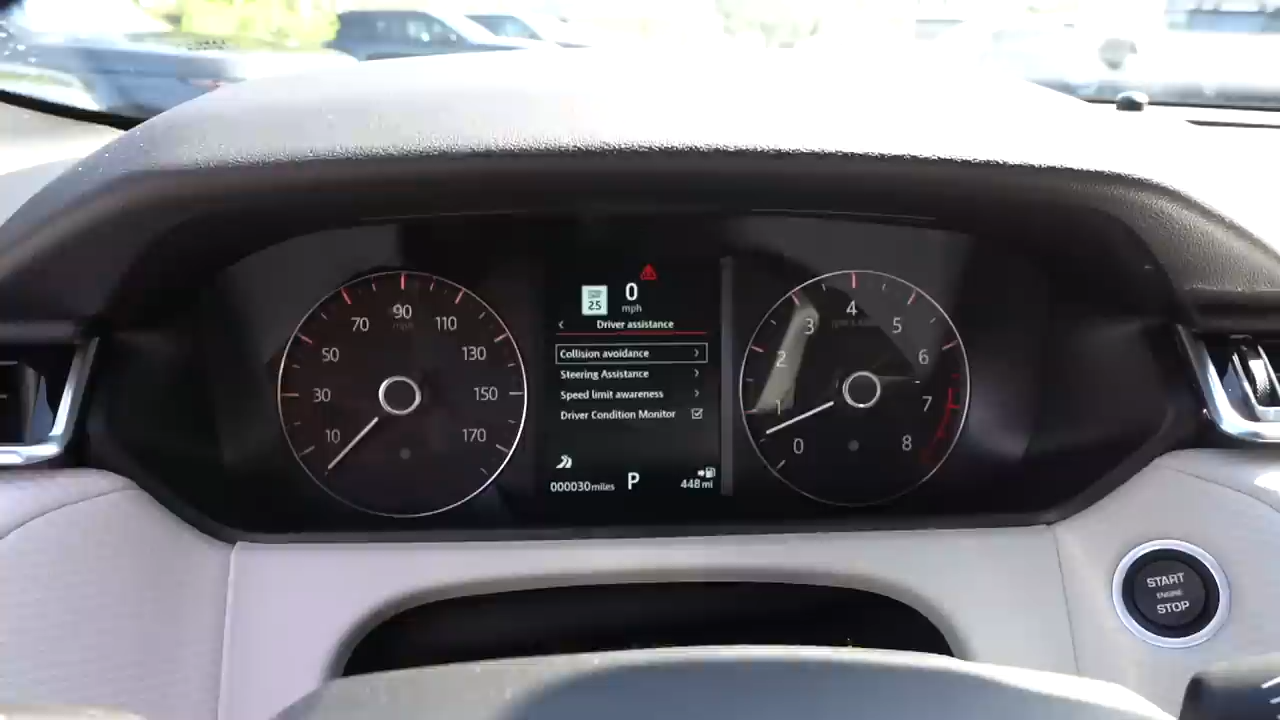 10
30
50
70
90
mph
110
130
150
170
25
0
mph
Driver assistance
Collision avoidance
Steering Assistance
Speed limit awareness
Driver Condition Monitor
000030miles
P
448mi
0
1
2
3
4
5
6
7
8
START
ENGINE
STOP